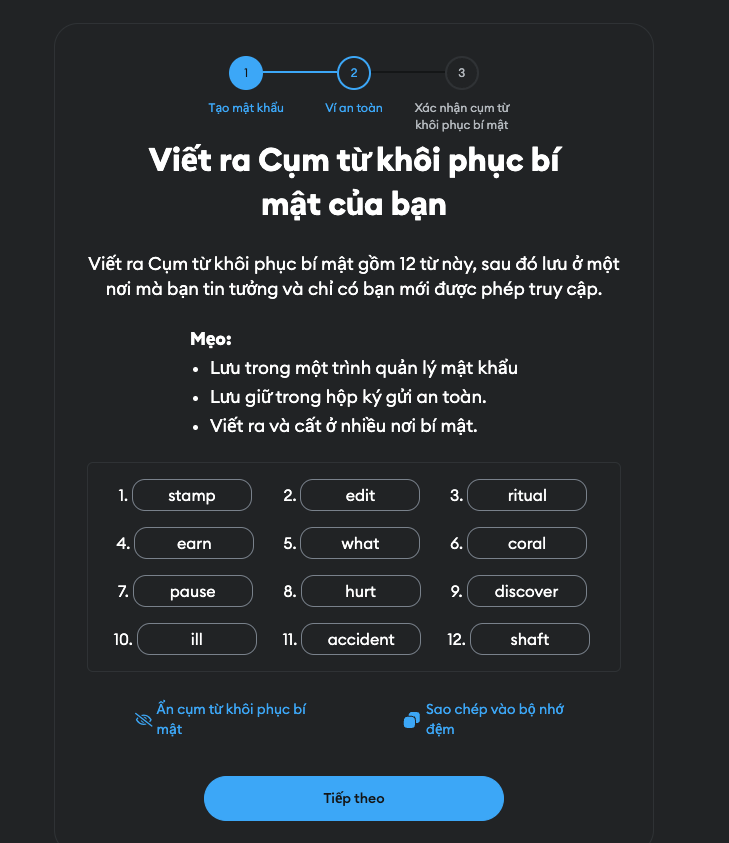 1 2 3
Tạo mật khẩu Ví an toàn Xác nhận cụm từ
khôi phục bí mật
Viết ra Cụm từ khôi phục bí
mật của bạn
Viết ra Cụm từ khôi phục bí mật gồm 12 từ này, sau đó lưu ở một
nơi mà bạn tin tưởng và chỉ có bạn mới được phép truy cập.
Mẹo:
• Lưu trong một trình quản lý mật khẩu
• Lưu giữ trong hộp ký gửi an toàn.
• Viết ra và cất ở nhiều nơi bí mật.
1. stamp 2. edit 3. ritual
4. earn 5. what 6. coral
7. pause 8. hurt 9. discover
10. ill 11. accident 12. shaft
Ẩn cụm từ khôi phục bí
mật
Sao chép vào bộ nhớ
đệm
Tiếp theo